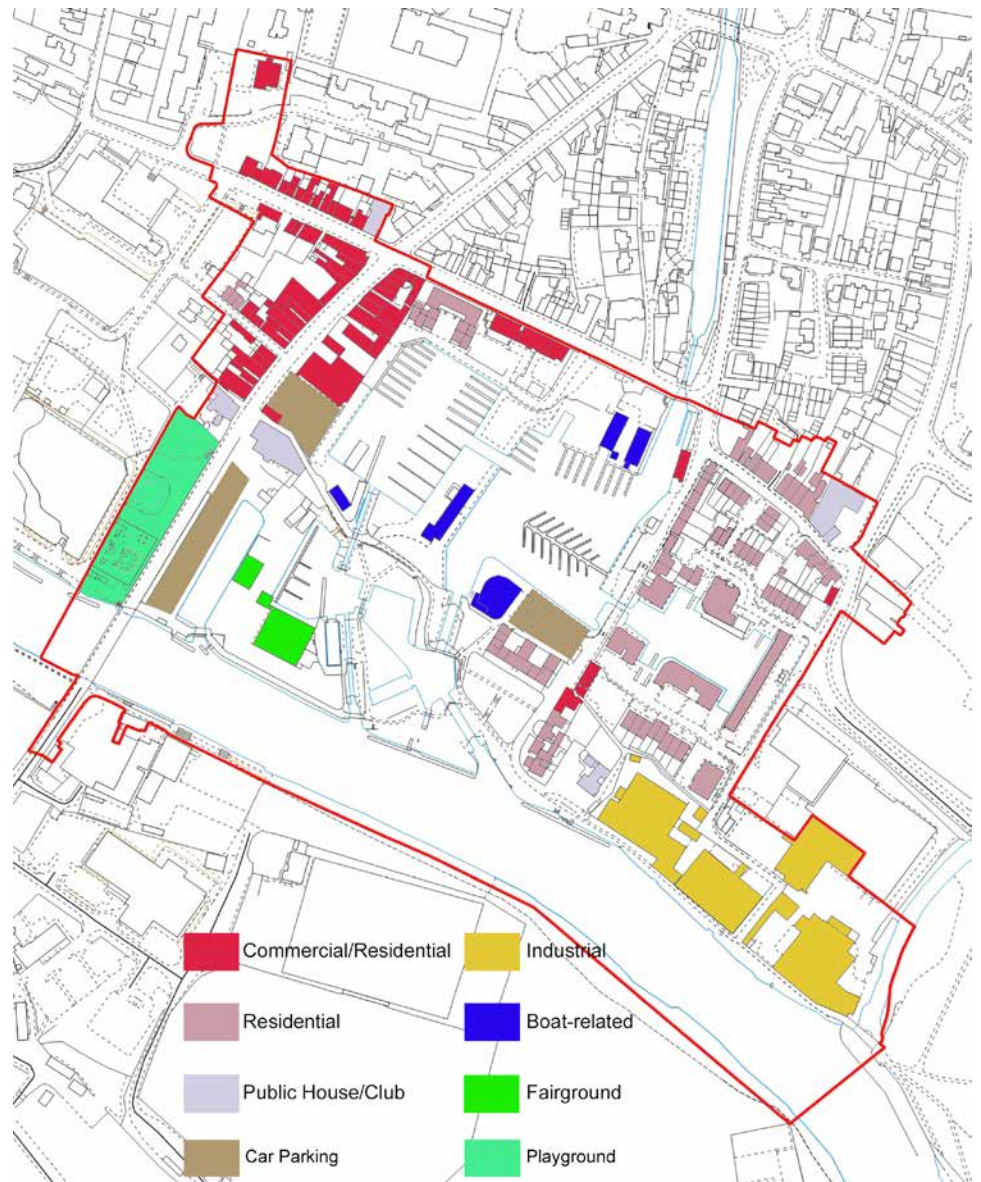 Commercial/Residential
Industrial
Residential
Boat-related
Public House/Club
Fairground
Car Parking
Playground